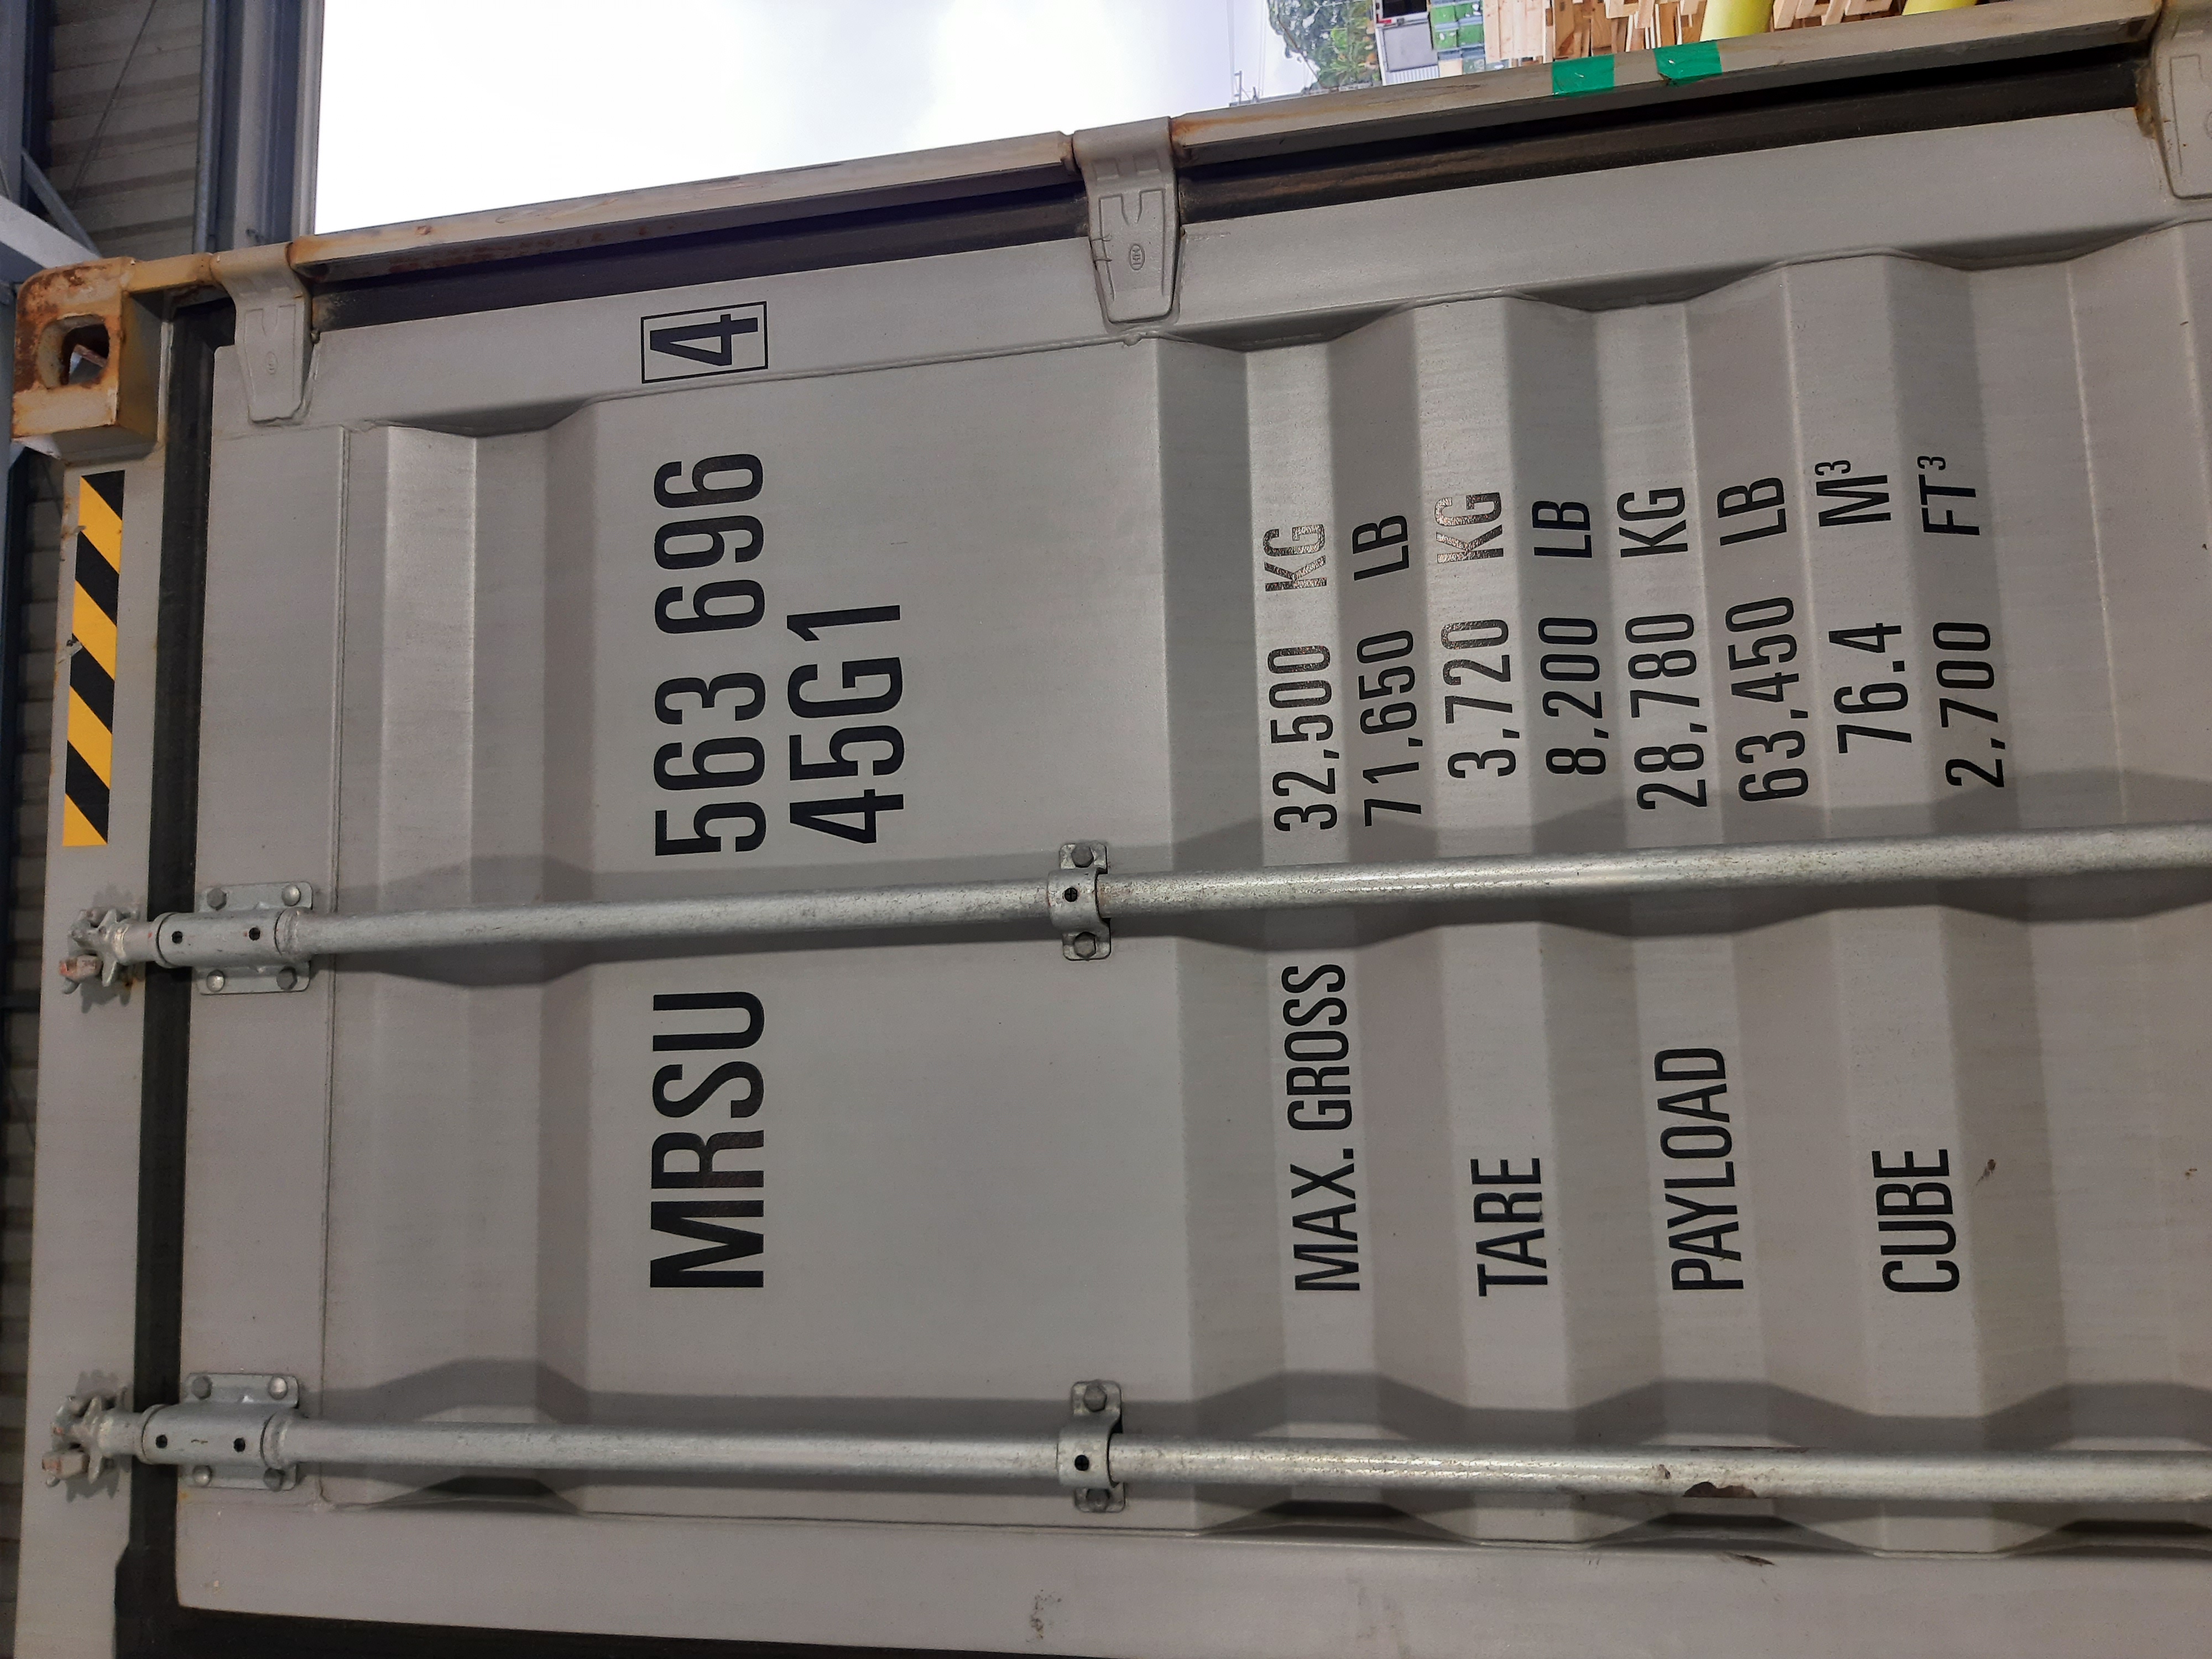 MRSU 563 696 4
45G1
MAX. GROSS 32,500 KG
71,650 LB
TARE 3,720 KG
8,200 LB
PAYLOAD 28,780 KG
63,450 LB
CUBE 76.4 M³
2,700 FT³